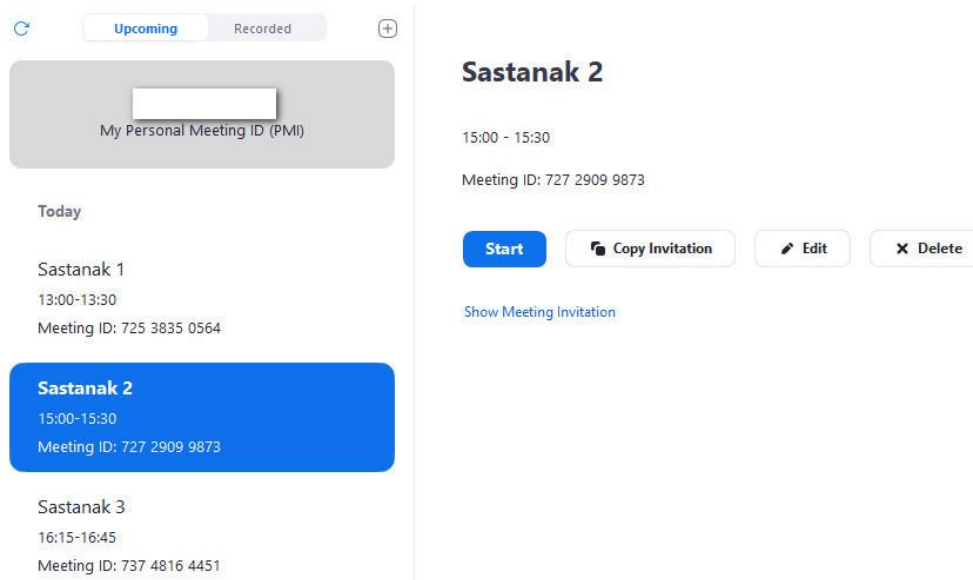 Upcoming
Recorded
My Personal Meeting ID (PMI)
Today
Sastanak 1
13:00-13:30
Meeting ID: 725 3835 0564
Sastanak 2
15:00-15:30
Meeting ID: 727 2909 9873
Sastanak 3
16:15-16:45
Meeting ID: 737 4816 4451
Sastanak 2
15:00 - 15:30
Meeting ID: 727 2909 9873
Start
Copy Invitation
Edit
Delete
Show Meeting Invitation